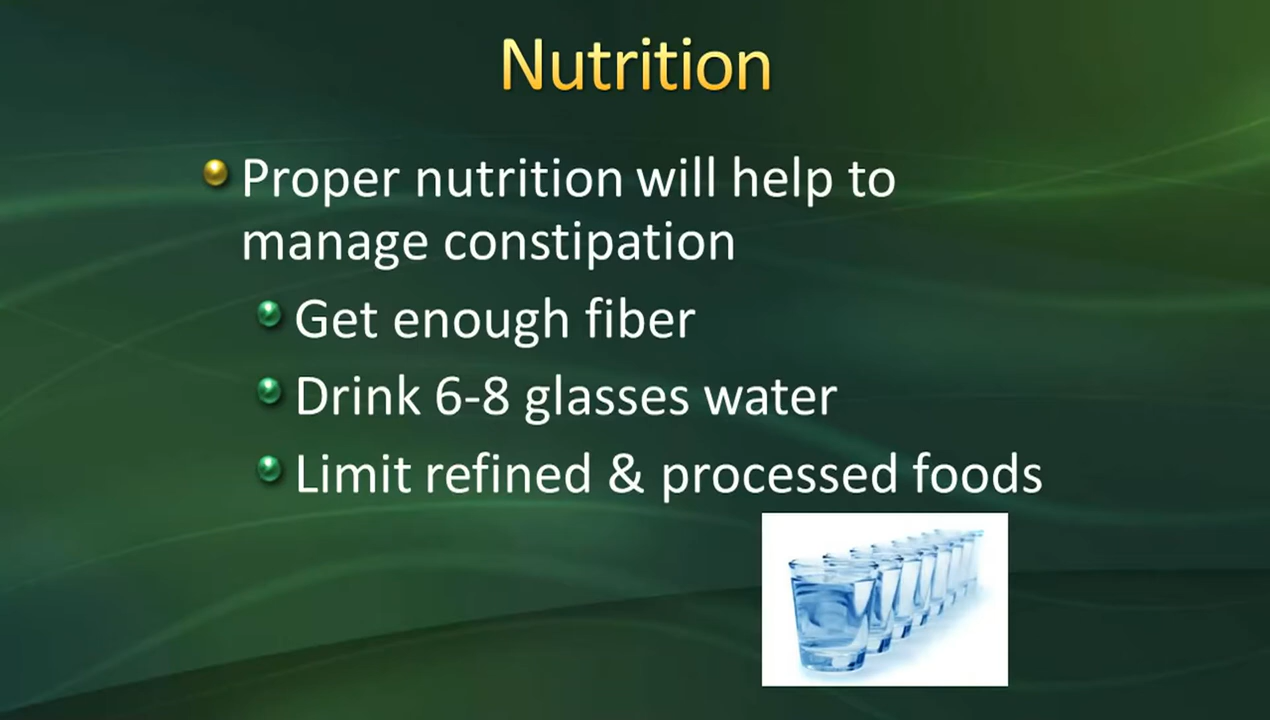 Nutrition
Proper nutrition will help to
manage constipation
Get enough fiber
Drink 6-8 glasses water
Limit refined & processed foods